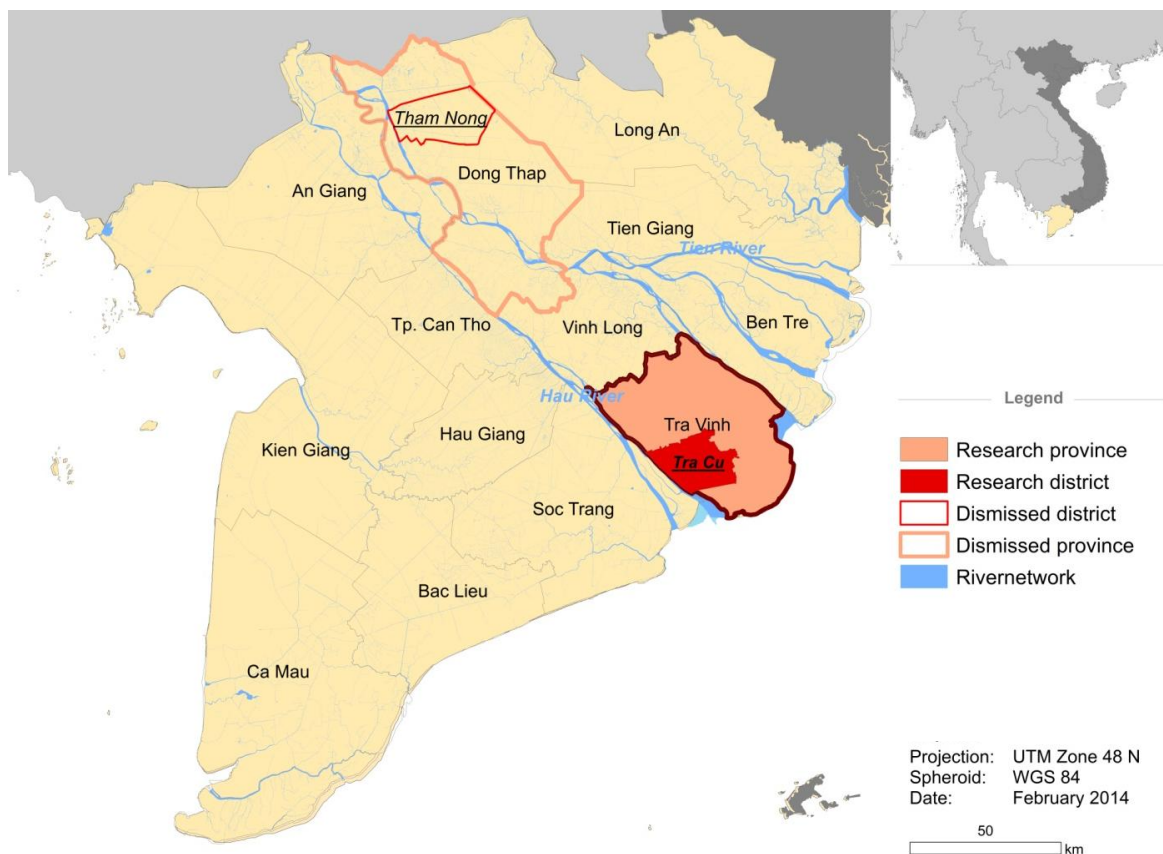 Tham Nong
Long An
Dong Thap
An Giang
Tien Giang
Tien River
Tp. Can Tho
Vinh Long
Ben Tre
Hau River
Tra Vinh
Hau Giang
Kien Giang
Tra Cu
Soc Trang
Bac Lieu
Ca Mau
Legend
Research province
Research district
Dismissed district
Dismissed province
Rivernetwork
Projection: UTM Zone 48 N
Spheroid: WGS 84
Date: February 2014
50
km